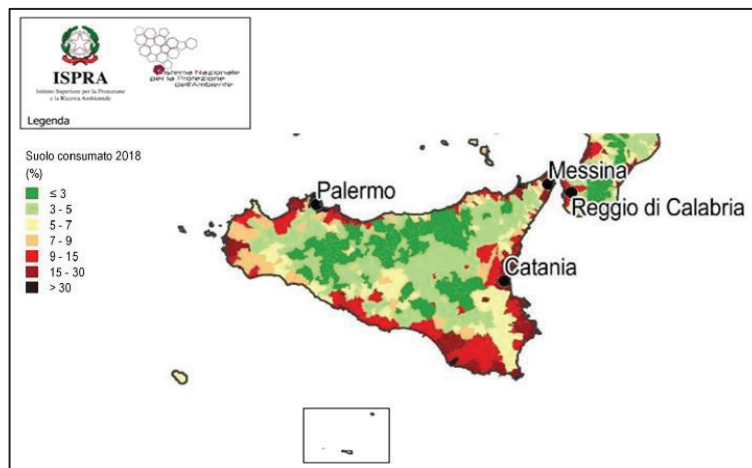 ISPRA
Istituto Superiore per la Protezione
e la Ricerca Ambientale
Sistema Nazionale
per la Protezione
dell'Ambiente
Legenda
Suolo consumato 2018
(%)
≤ 3
3 - 5
5 - 7
7 - 9
9 - 15
15 - 30
> 30
Palermo
Messina
Reggio di Calabria
Catania